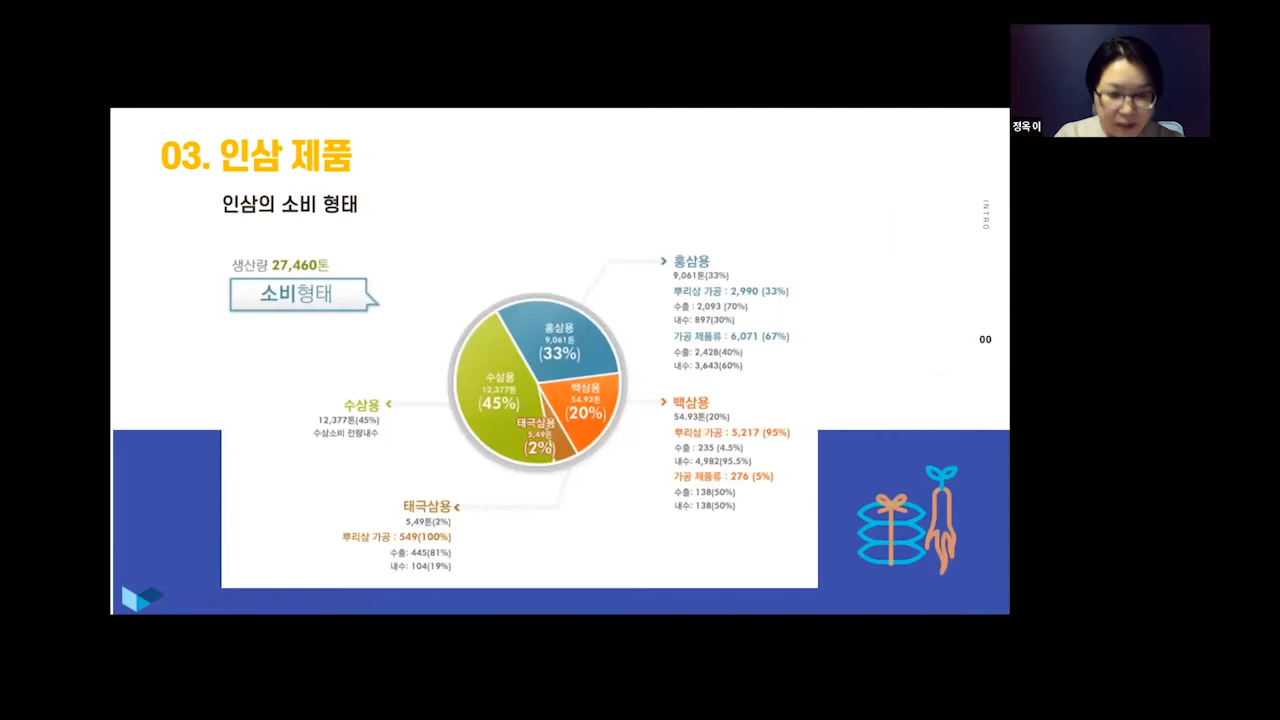 정옥 이
03. 인삼 제품
인삼의 소비 형태
INTRO
00
생산량 27,460톤
소비형태
홍삼용
9,061톤
(33%)
수삼용
12,377톤
(45%)
백삼용
54.93톤
(20%)
태극삼용
5,49톤
(2%)
홍삼용
9,061톤(33%)
뿌리삼 가공 : 2,990 (33%)
수출 : 2,093 (70%)
내수: 897(30%)
가공 제품류 : 6,071 (67%)
수출: 2,428(40%)
내수: 3,643(60%)
백삼용
54.93톤(20%)
뿌리삼 가공 : 5,217 (95%)
수출 : 235 (4.5%)
내수: 4,982(95.5%)
가공 제품류 : 276 (5%)
수출: 138(50%)
내수: 138(50%)
수삼용
12,377톤(45%)
수삼소비 전량내수
태극삼용
5,49톤(2%)
뿌리삼 가공 : 549(100%)
수출: 445(81%)
내수: 104(19%)